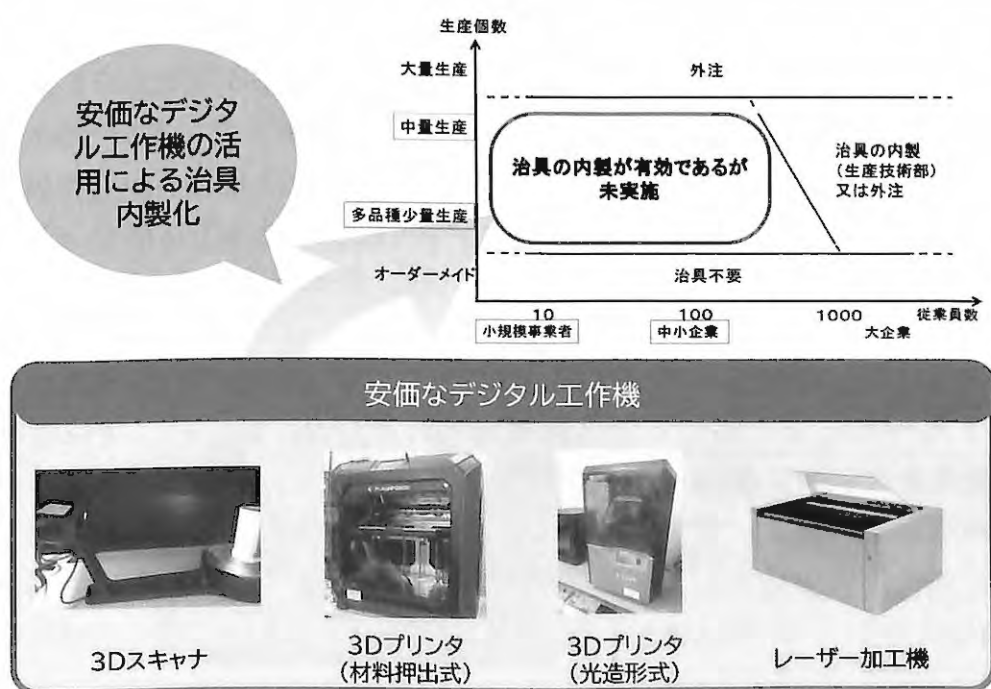 安価なデジタ
ル工作機の活
用による治具
内製化
生産個数
大量生産
外注
中量生産
治具の内製が有効であるが
未実施
治具の内製
(生産技術部)
又は外注
多品種少量生産
オーダーメイド
治具不要
10
100
1000
従業員数
小規模事業者
中小企業
大企業
安価なデジタル工作機
3Dスキャナ
3Dプリンタ
(材料押出式)
3Dプリンタ
(光造形式)
レーザー加工機